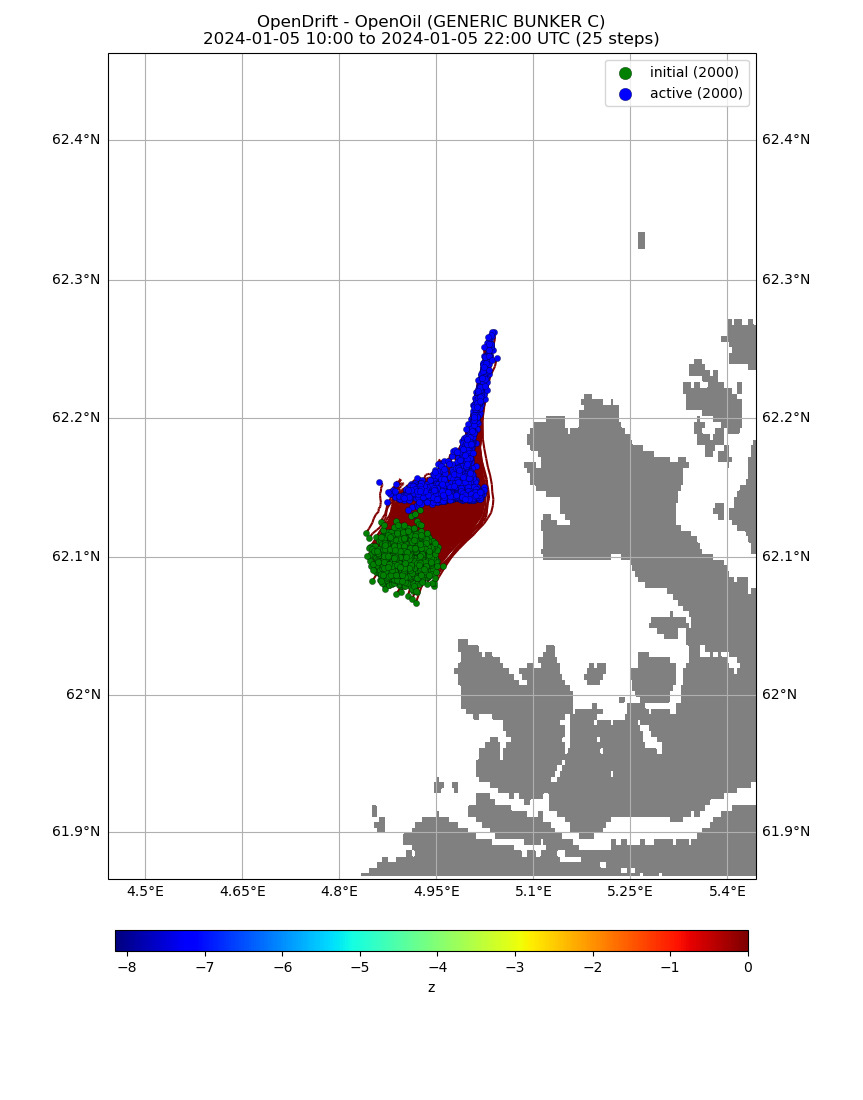 OpenDrift - OpenOil (GENERIC BUNKER C)
2024-01-05 10:00 to 2024-01-05 22:00 UTC (25 steps)
initial (2000)
active (2000)
62.4°N 62.4°N
62.3°N 62.3°N
62.2°N 62.2°N
62.1°N 62.1°N
62°N 62°N
61.9°N 61.9°N
4.5°E 4.65°E 4.8°E 4.95°E 5.1°E 5.25°E 5.4°E
−8 −7 −6 −5 −4 −3 −2 −1 0
z